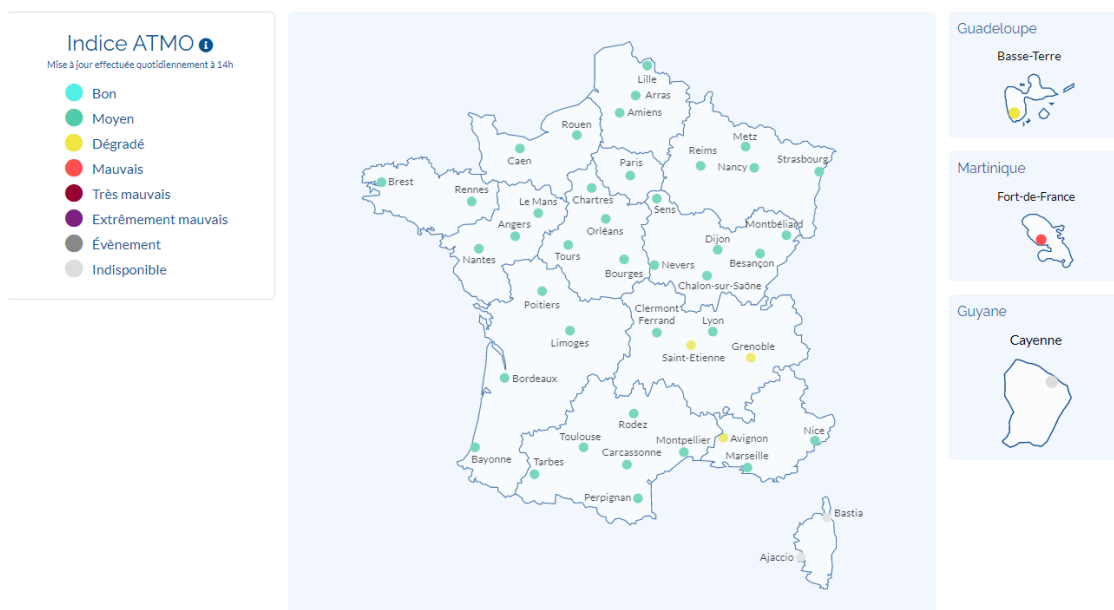 Indice ATMO
Mise à jour effectuée quotidiennement à 14h
Bon
Moyen
Dégradé
Mauvais
Très mauvais
Extrêmement mauvais
Évènement
Indisponible
Lille
Arras
Amiens
Rouen
Caen
Metz
Reims
Nancy
Strasbourg
Paris
Brest
Rennes
Le Mans
Chartres
Sens
Angers
Orléans
Montbéliard
Dijon
Nantes
Tours
Bourges
Nevers
Besançon
Chalon-sur-Saône
Poitiers
Clermont
Ferrand
Lyon
Limoges
Saint-Etienne
Grenoble
Bordeaux
Rodez
Toulouse
Montpellier
Avignon
Nice
Bayonne
Tarbes
Carcassonne
Marseille
Perpignan
Bastia
Ajaccio
Guadeloupe
Basse-Terre
Martinique
Fort-de-France
Guyane
Cayenne